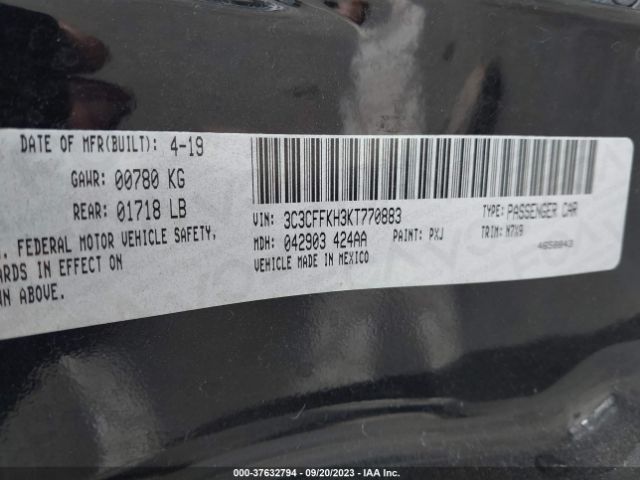 DATE OF MFR(BUILT): 4-19
GAWR: 00780 KG
REAR: 01718 LB
FEDERAL MOTOR VEHICLE SAFETY,
ARDS IN EFFECT ON
WN ABOVE.
VIN: 3C3CFFKH3KT770883 TYPE: PASSENGER CAR
MDH: 042903 424AA PAINT: PXJ TRIM: N7X9
4658843
VEHICLE MADE IN MEXICO
000-37632794 - 09/20/2023 - IAA Inc.